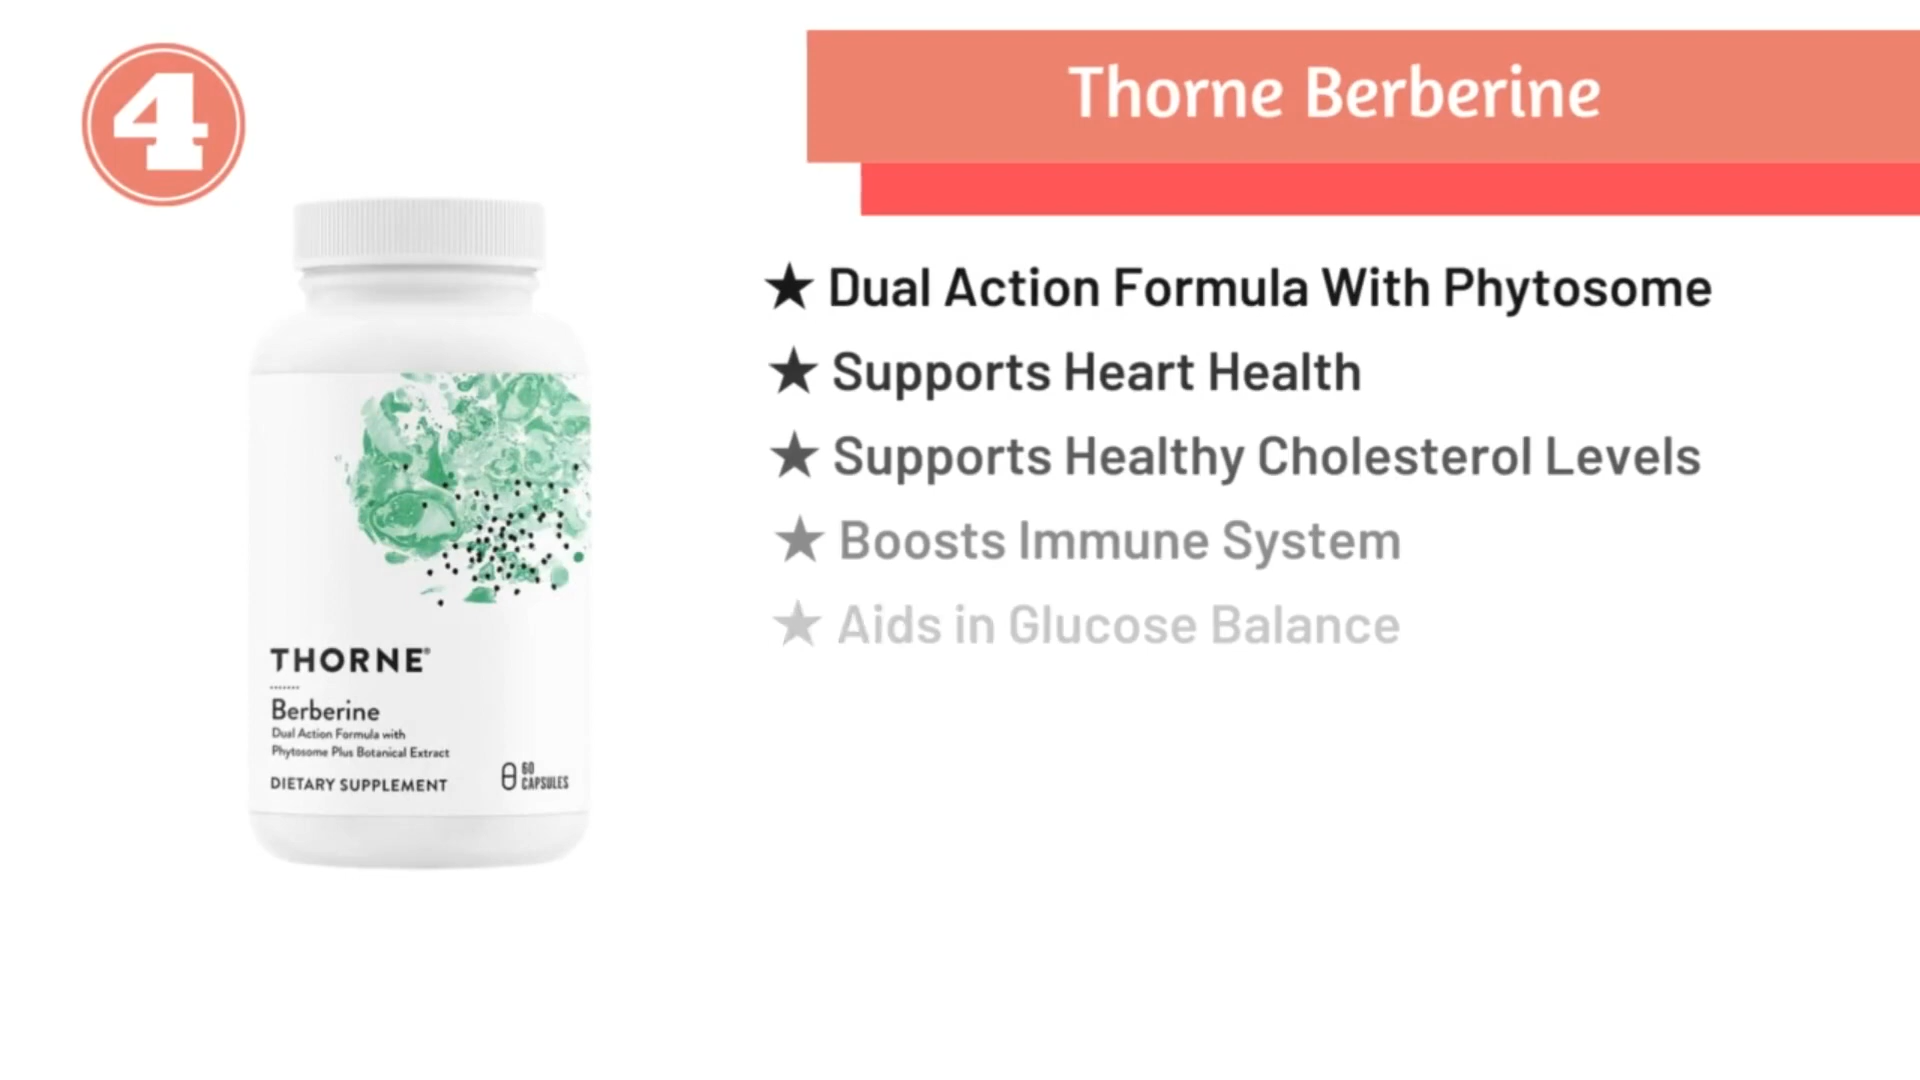 4
Thorne Berberine
★ Dual Action Formula With Phytosome
★ Supports Heart Health
★ Supports Healthy Cholesterol Levels
★ Boosts Immune System
★ Aids in Glucose Balance
THORNE®
Berberine
Dual Action Formula with
Phytosome Plus Botanical Extract
DIETARY SUPPLEMENT
60
CAPSULES